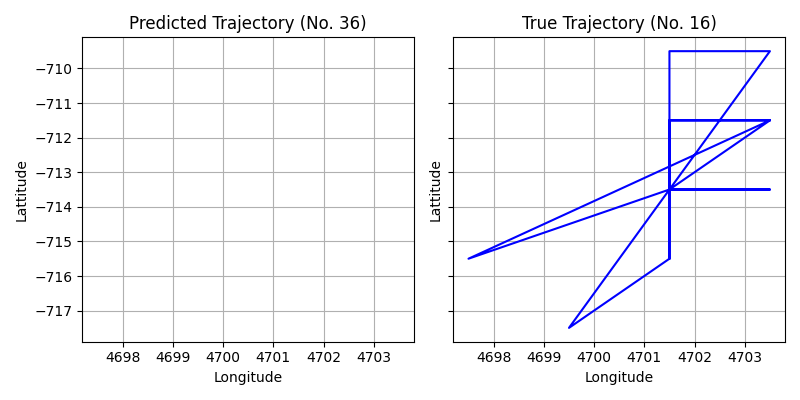 Predicted Trajectory (No. 36)
True Trajectory (No. 16)
−710
−711
−712
−713
−714
−715
−716
−717
Lattitude
Lattitude
4698 4699 4700 4701 4702 4703
4698 4699 4700 4701 4702 4703
Longitude
Longitude